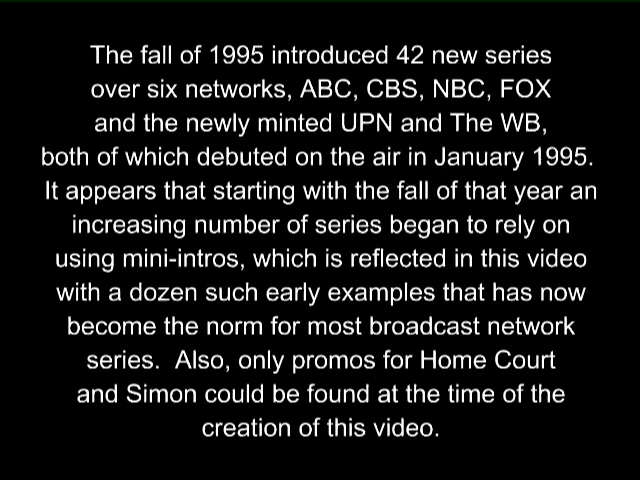 The fall of 1995 introduced 42 new series
over six networks, ABC, CBS, NBC, FOX
and the newly minted UPN and The WB,
both of which debuted on the air in January 1995.
It appears that starting with the fall of that year an
increasing number of series began to rely on
using mini-intros, which is reflected in this video
with a dozen such early examples that has now
become the norm for most broadcast network
series.  Also, only promos for Home Court
and Simon could be found at the time of the
creation of this video.